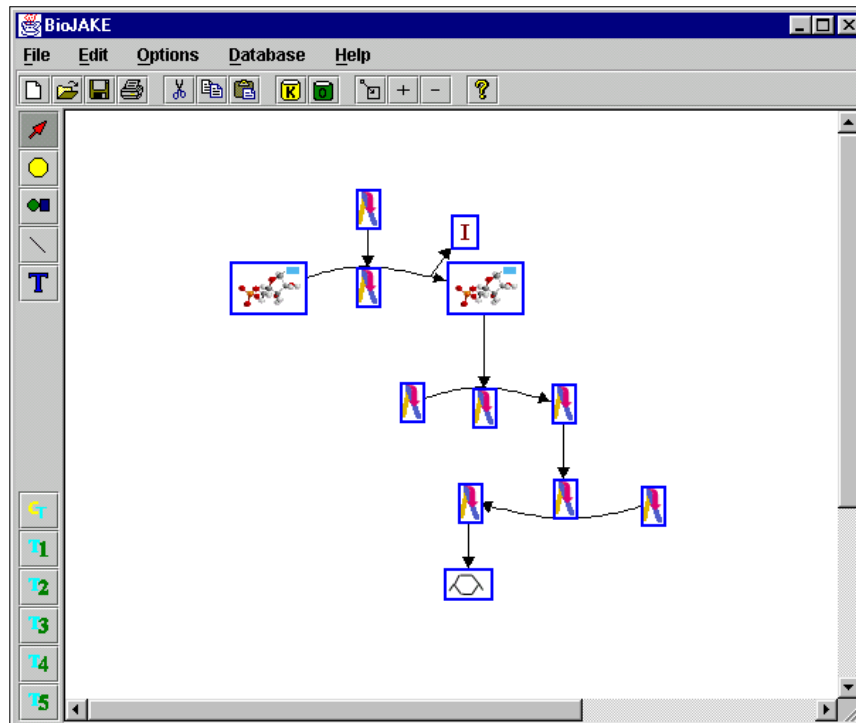 BioJAKE
File Edit Options Database Help
K O + - ?
I
T
CT
T1
T2
T3
T4
T5